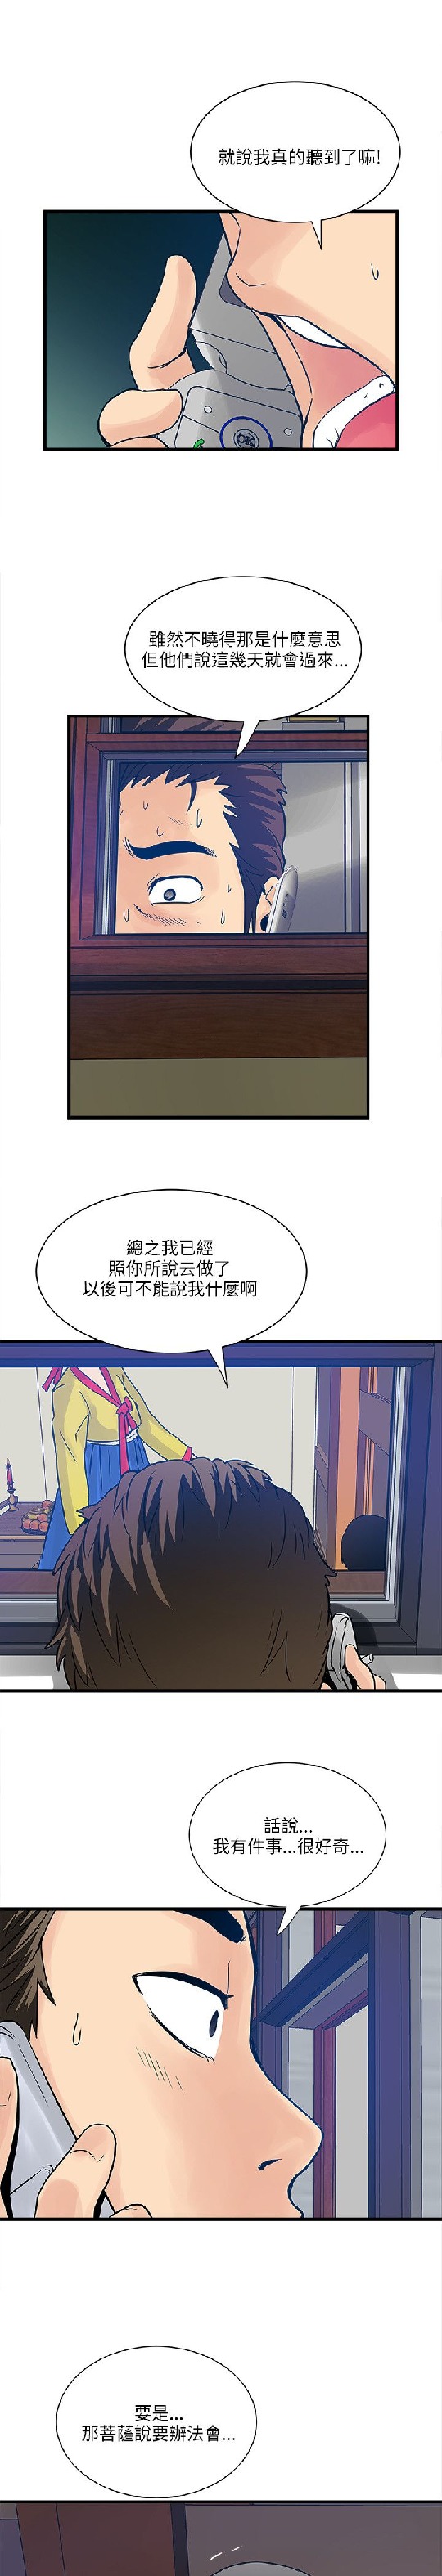 就說我真的聽到了嘛!
OK
雖然不曉得那是什麼意思
但他們說這幾天就會過來...
總之我已經
照你所說去做了
以後可不能說我什麼啊
話說...
我有件事...很好奇...
要是...
那菩薩說要辦法會...